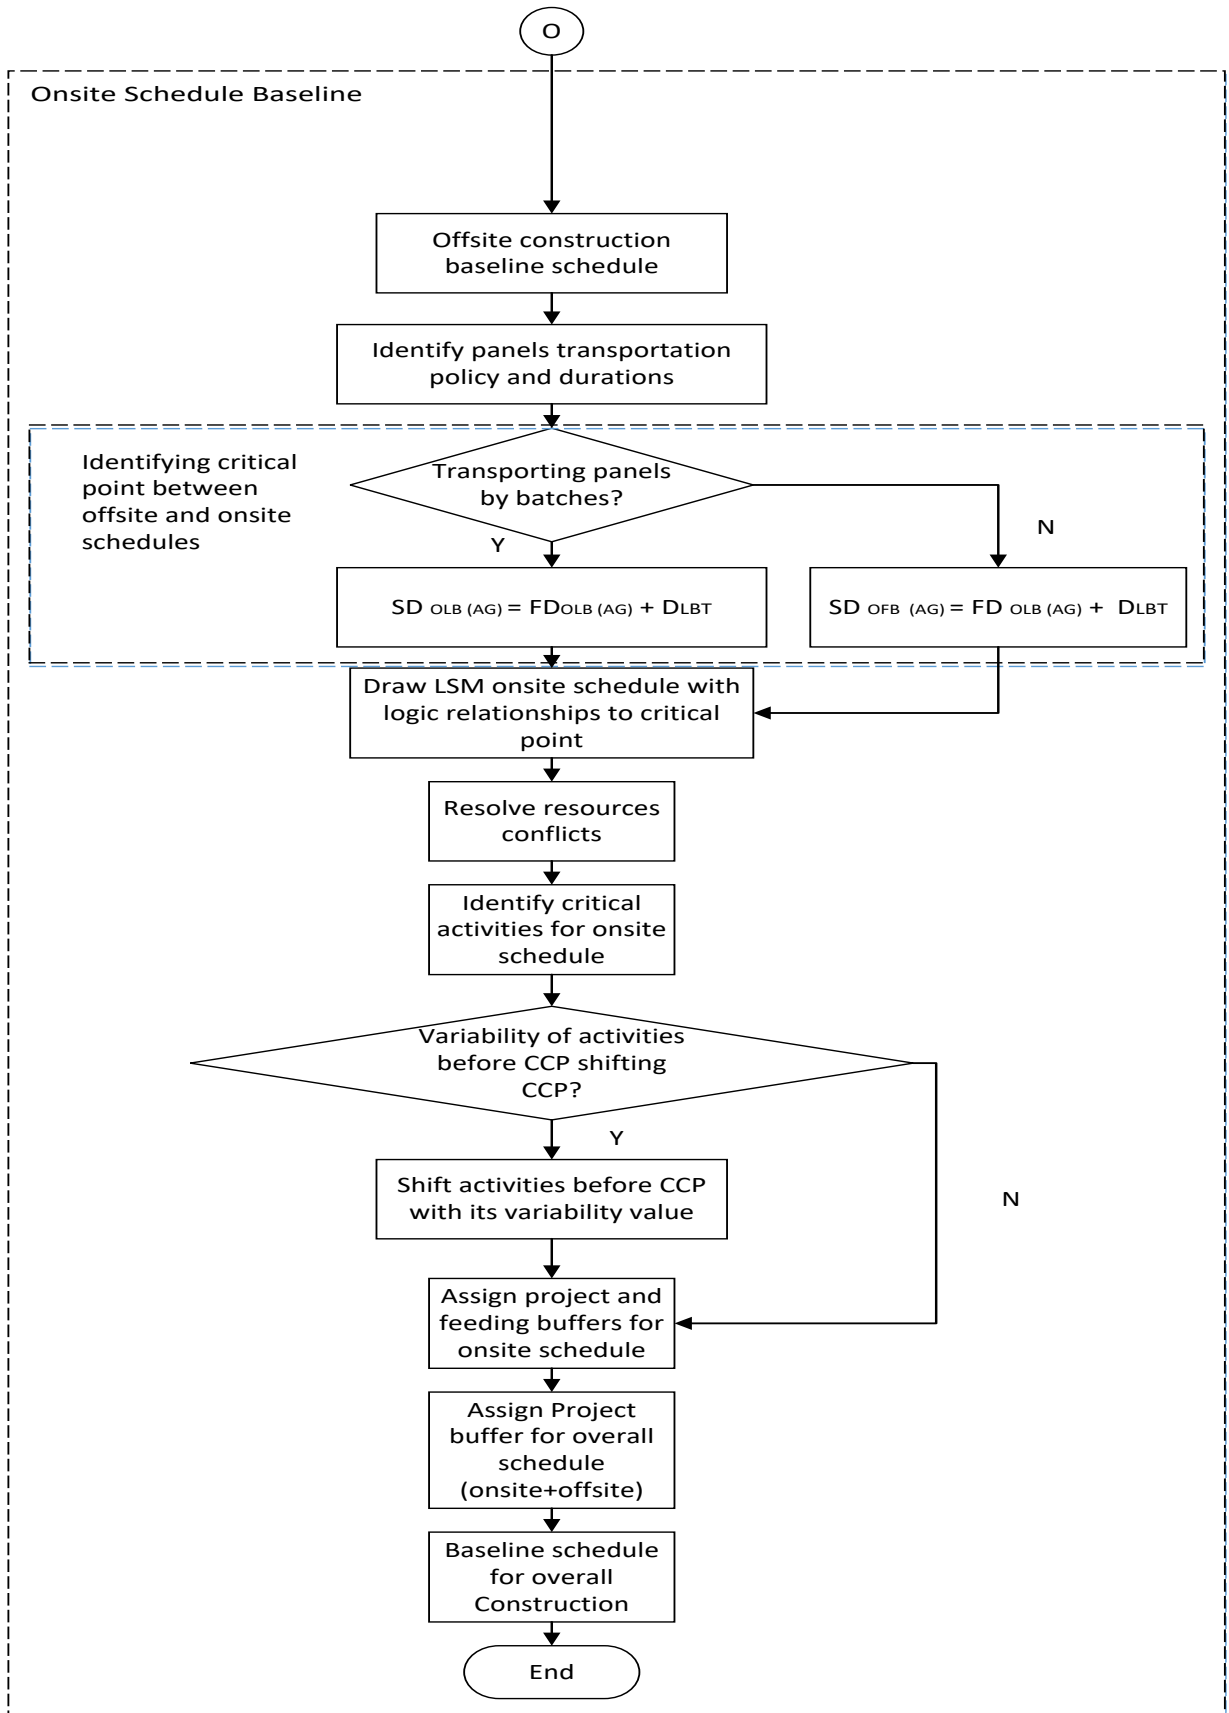 O
Onsite Schedule Baseline
Offsite construction
baseline schedule
Identify panels transportation
policy and durations
Identifying critical
point between
offsite and onsite
schedules
Transporting panels
by batches?
Y
N
SD OLB (AG) = FDOLB (AG) + DLBT
SD OFB (AG) = FD OLB (AG) + DLBT
Draw LSM onsite schedule with
logic relationships to critical
point
Resolve resources
conflicts
Identify critical
activities for onsite
schedule
Variability of activities
before CCP shifting
CCP?
Y
N
Shift activities before CCP
with its variability value
Assign project and
feeding buffers for
onsite schedule
Assign Project
buffer for overall
schedule
(onsite+offsite)
Baseline schedule
for overall
Construction
End